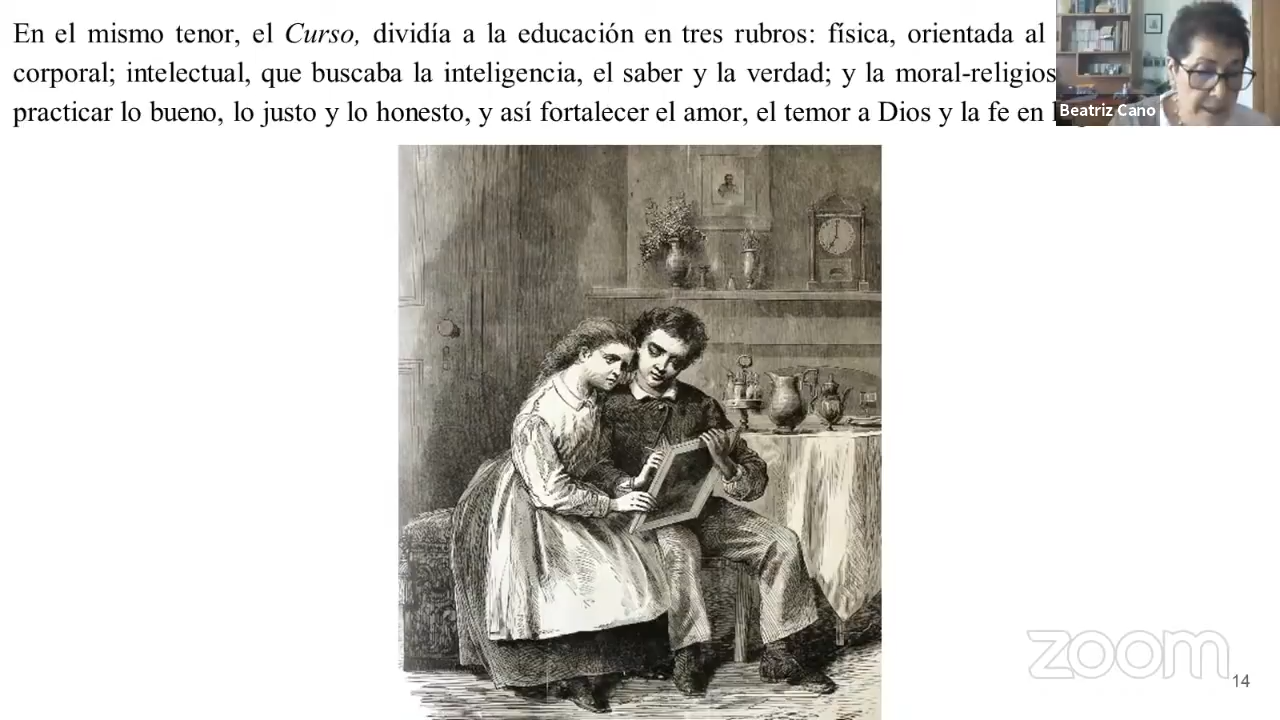 En el mismo tenor, el Curso, dividía a la educación en tres rubros: física, orientada al
corporal; intelectual, que buscaba la inteligencia, el saber y la verdad; y la moral-religios
practicar lo bueno, lo justo y lo honesto, y así fortalecer el amor, el temor a Dios y la fe en
Beatriz Cano
zoom
14